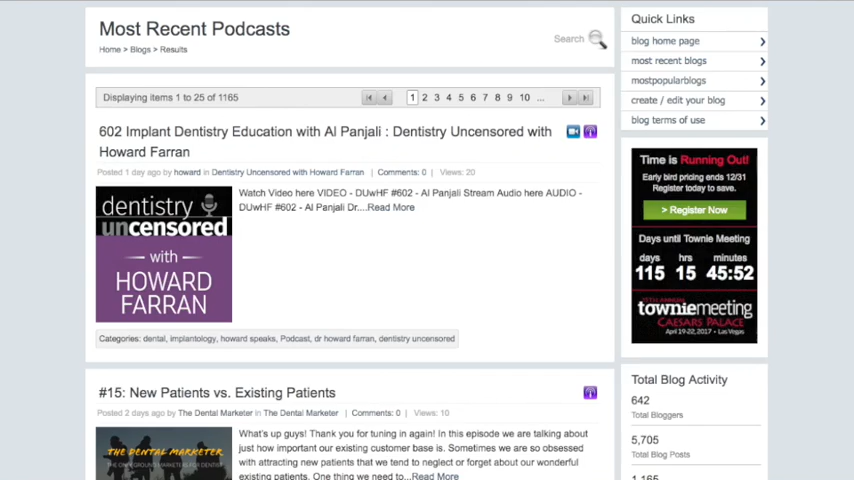 Most Recent Podcasts
Home > Blogs > Results
Search
Displaying items 1 to 25 of 1165
1 2 3 4 5 6 7 8 9 10 ...
602 Implant Dentistry Education with Al Panjali : Dentistry Uncensored with
Howard Farran
Posted 1 day ago by howard in Dentistry Uncensored with Howard Farran | Comments: 0 | Views: 20
dentistry
uncensored
with
HOWARD
FARRAN
Watch Video here VIDEO - DUwHF #602 - Al Panjali Stream Audio here AUDIO -
DUwHF #602 - Al Panjali Dr....Read More
Categories: dental, implantology, howard speaks, Podcast, dr howard farran, dentistry uncensored
#15: New Patients vs. Existing Patients
Posted 2 days ago by The Dental Marketer in The Dental Marketer | Comments: 0 | Views: 10
THE DENTAL MARKETER
What's up guys! Thank you for tuning in again! In this episode we are talking about
just how important our existing customer base is. Sometimes we are so obsessed
with attracting new patients that we tend to neglect or forget about our wonderful
existing patients. One thing we need to...Read More
Quick Links
blog home page
most recent blogs
mostpopularblogs
create / edit your blog
blog terms of use
Time is Running Out!
Early bird pricing ends 12/31
Register today to save.
> Register Now
Days until Townie Meeting
days hrs minutes
115 15 45:52
15TH ANNUAL
towniemeeting
CAESARS PALACE
April 19-22, 2017 • Las Vegas
Total Blog Activity
642
Total Bloggers
5,705
Total Blog Posts
1,165